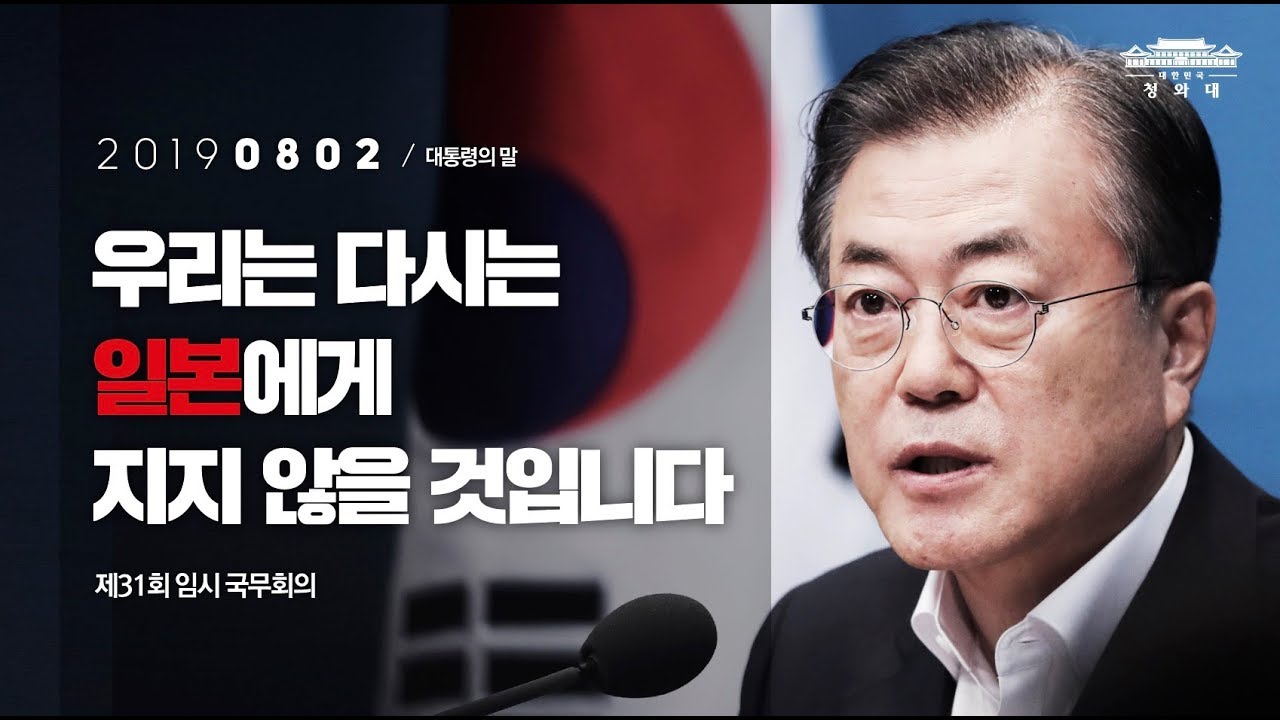 대한민국
청와대
20190802 / 대통령의 말
우리는 다시는
일본에게
지지 않을 것입니다
제31회 임시 국무회의